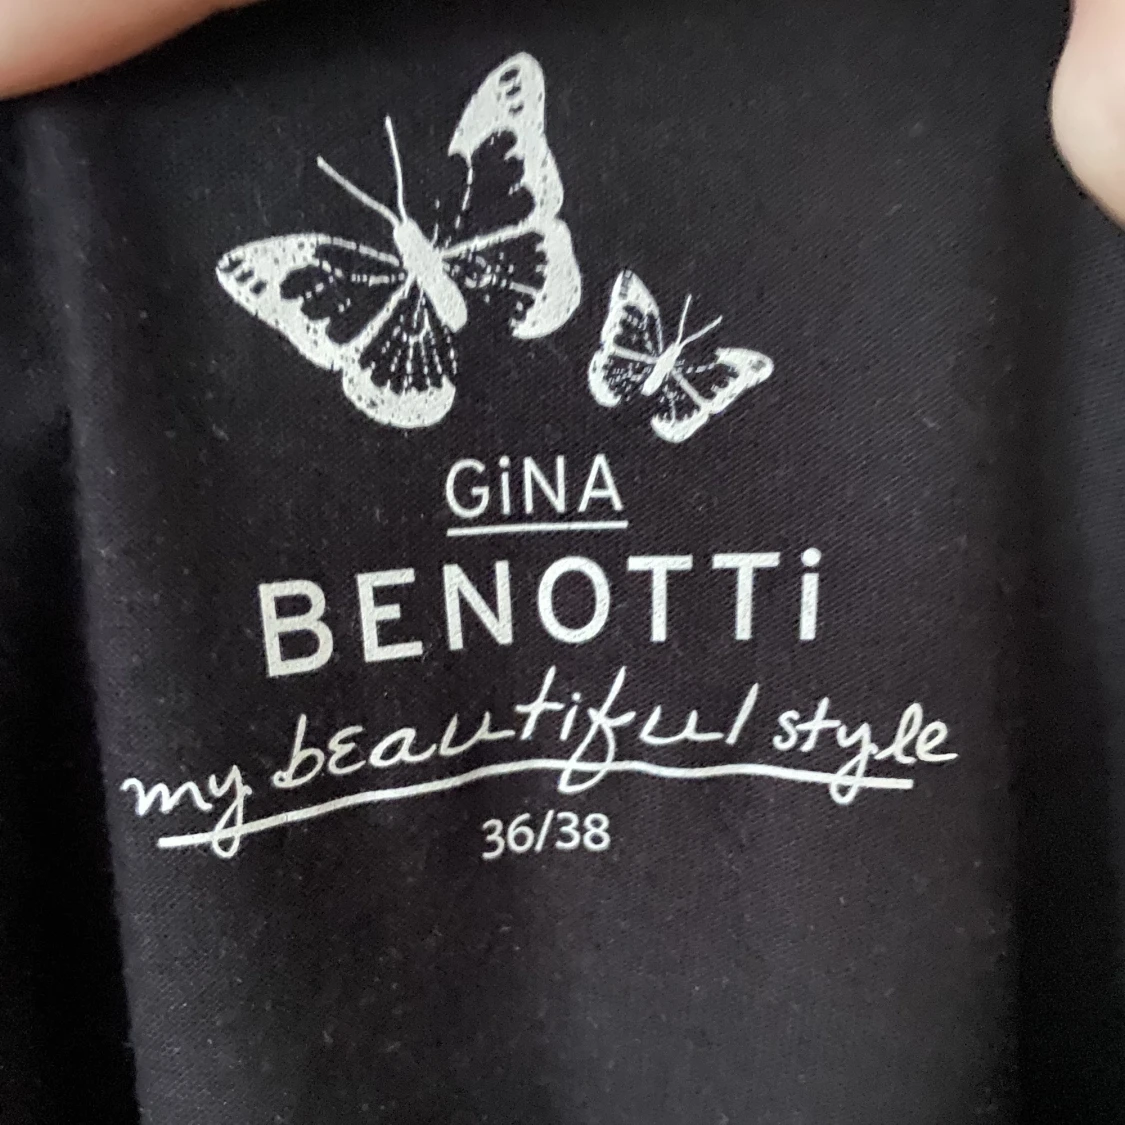 GiNA
BENOTTi
my beautiful style
36/38